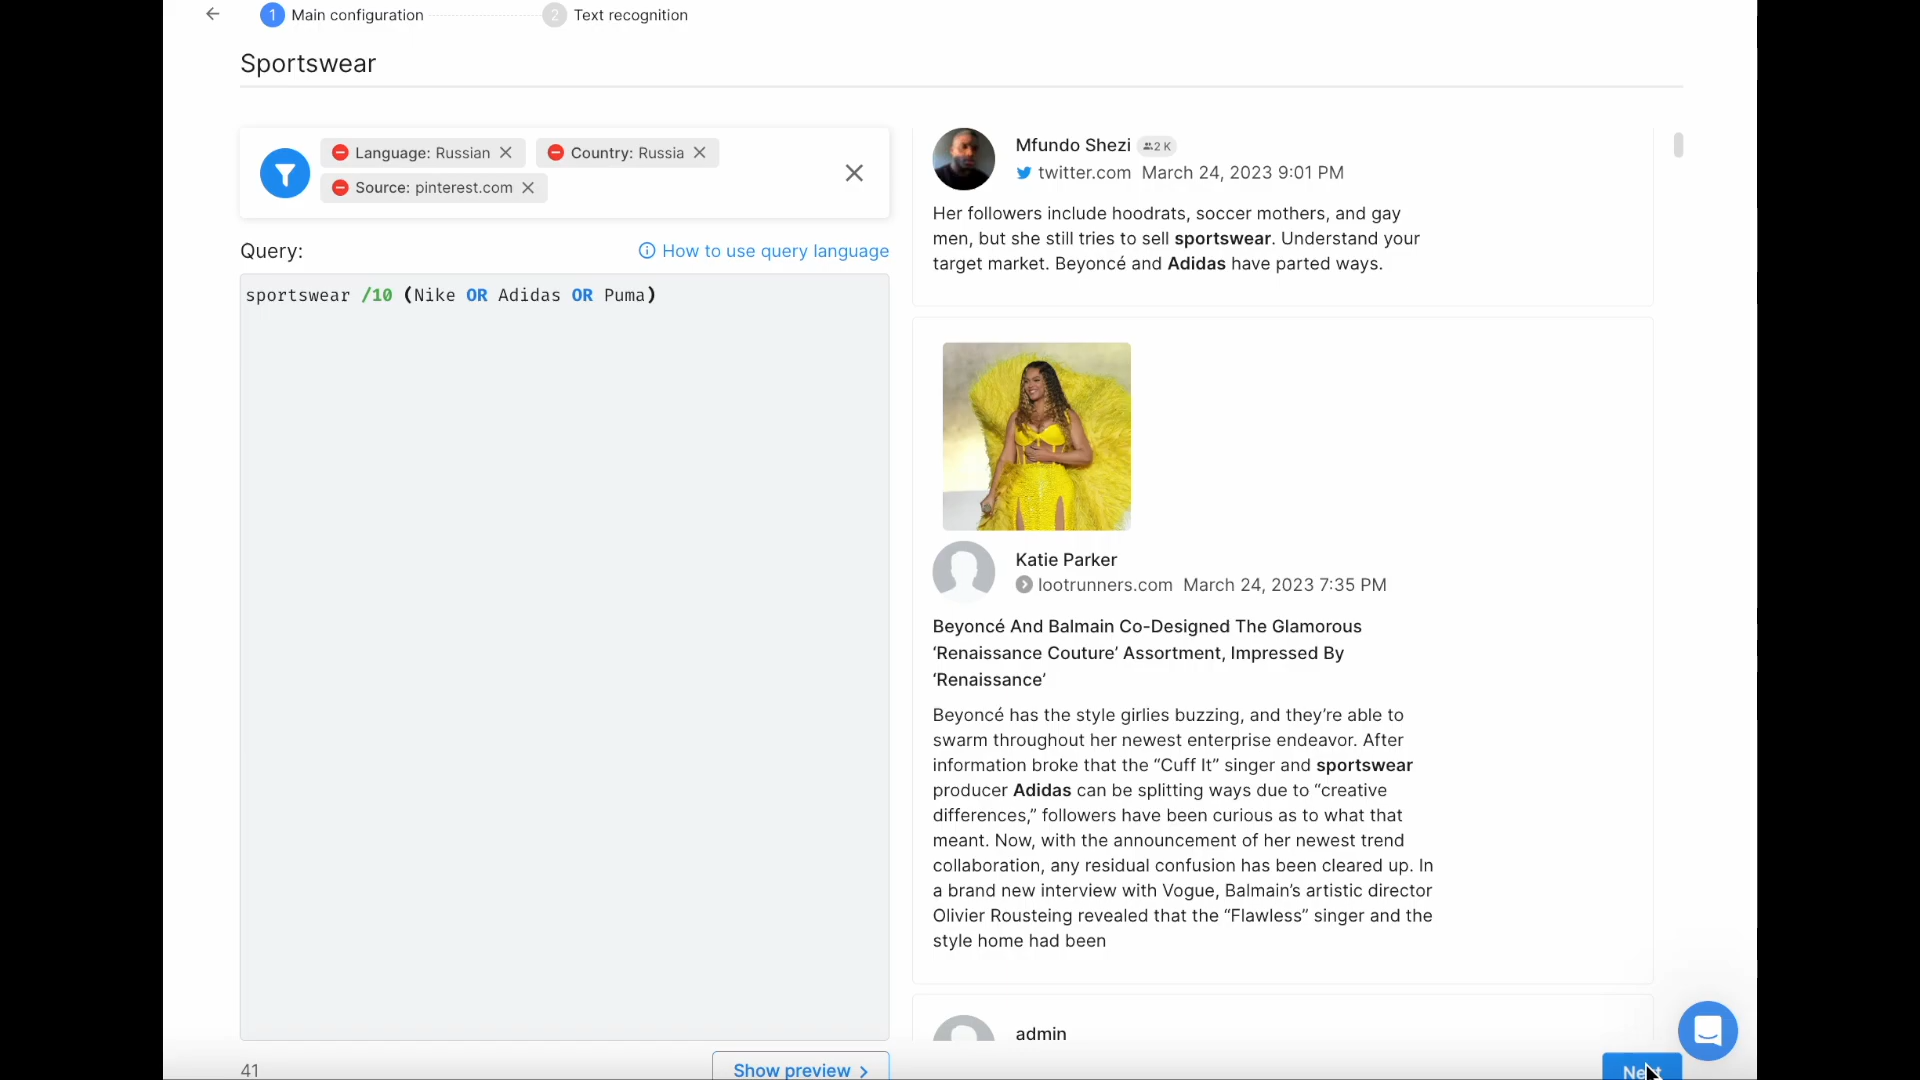 1 Main configuration 2 Text recognition
Sportswear
Language: Russian Country: Russia
Source: pinterest.com
Query: How to use query language
sportswear /10 (Nike OR Adidas OR Puma)
41
Show preview
Mfundo Shezi 2 K
twitter.com March 24, 2023 9:01 PM
Her followers include hoodrats, soccer mothers, and gay
men, but she still tries to sell sportswear. Understand your
target market. Beyoncé and Adidas have parted ways.
Katie Parker
lootrunners.com March 24, 2023 7:35 PM
Beyoncé And Balmain Co-Designed The Glamorous
‘Renaissance Couture’ Assortment, Impressed By
‘Renaissance’
Beyoncé has the style girlies buzzing, and they’re able to
swarm throughout her newest enterprise endeavor. After
information broke that the “Cuff It” singer and sportswear
producer Adidas can be splitting ways due to “creative
differences,” followers have been curious as to what that
meant. Now, with the announcement of her newest trend
collaboration, any residual confusion has been cleared up. In
a brand new interview with Vogue, Balmain’s artistic director
Olivier Rousteing revealed that the “Flawless” singer and the
style home had been
admin
Next